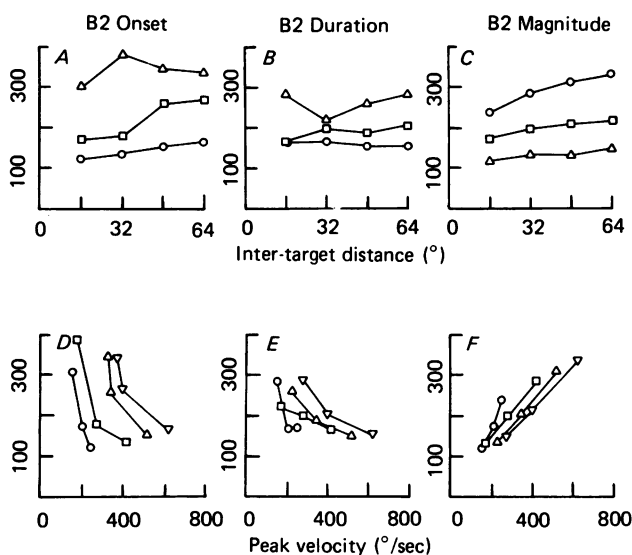 B2 Onset B2 Duration B2 Magnitude
A B C
300 300 300
100 100 100
0 32 64 0 32 64 0 32 64
Inter-target distance (°)
D E F
300 300 300
100 100 100
0 400 800 0 400 800 0 400 800
Peak velocity (°/sec)